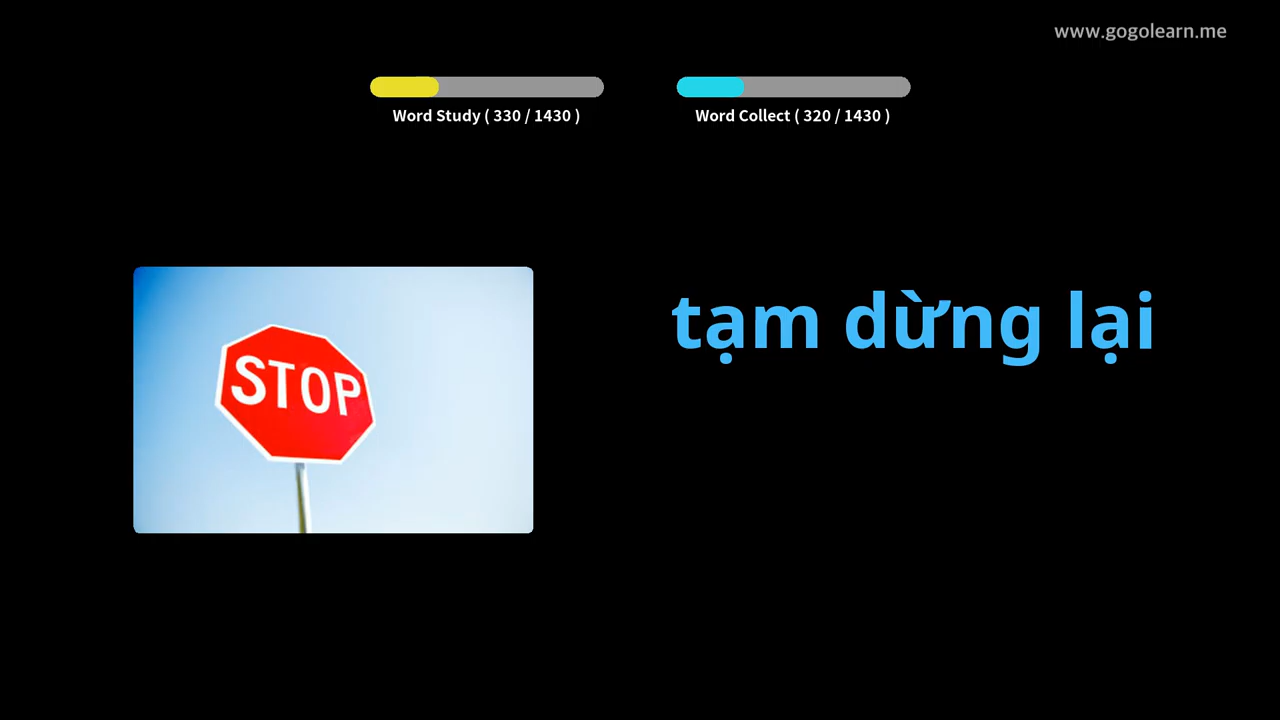 www.gogolearn.me
Word Study ( 330 / 1430 )
Word Collect ( 320 / 1430 )
STOP
tạm dừng lại